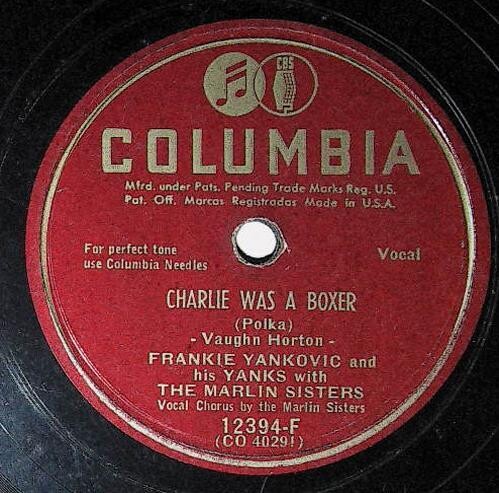 CBS
COLUMBIA
Mfrd. under Pats. Pending Trade Marks Reg. U.S.
Pat. Off. Marcas Registradas Made in U.S.A.
For perfect tone
use Columbia Needles
Vocal
CHARLIE WAS A BOXER
(Polka)
- Vaughn Horton -
FRANKIE YANKOVIC and
his YANKS with
THE MARLIN SISTERS
Vocal Chorus by the Marlin Sisters
12394-F
(CO 40291)